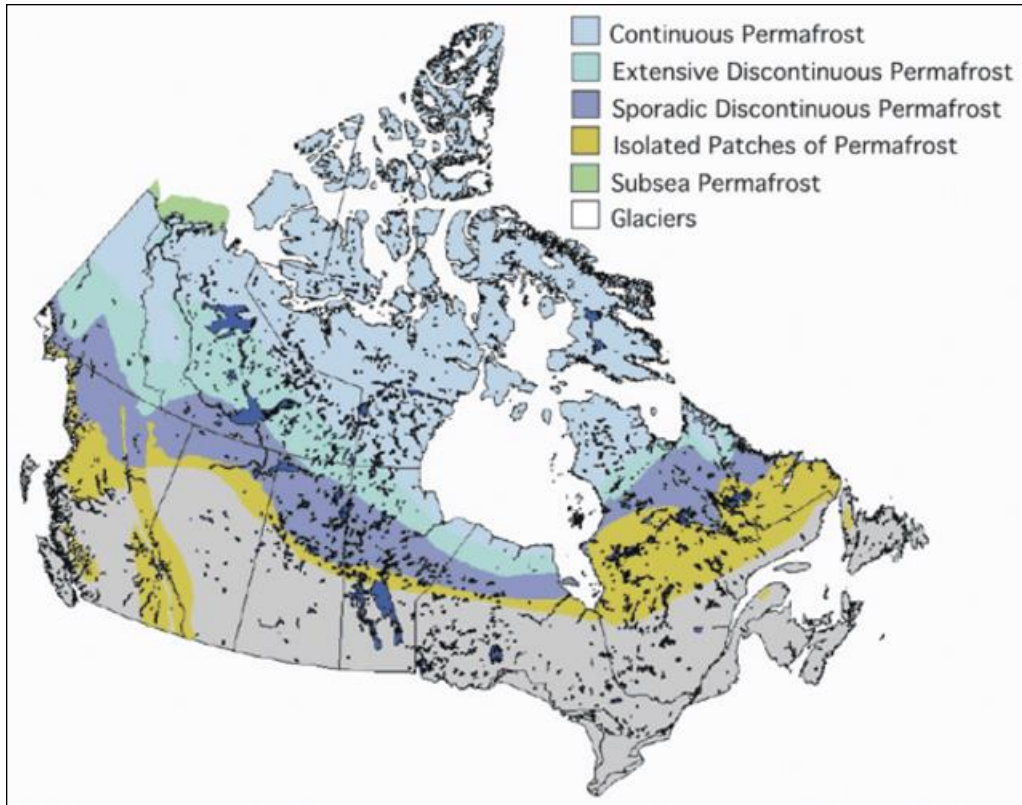 Continuous Permafrost
Extensive Discontinuous Permafrost
Sporadic Discontinuous Permafrost
Isolated Patches of Permafrost
Subsea Permafrost
Glaciers